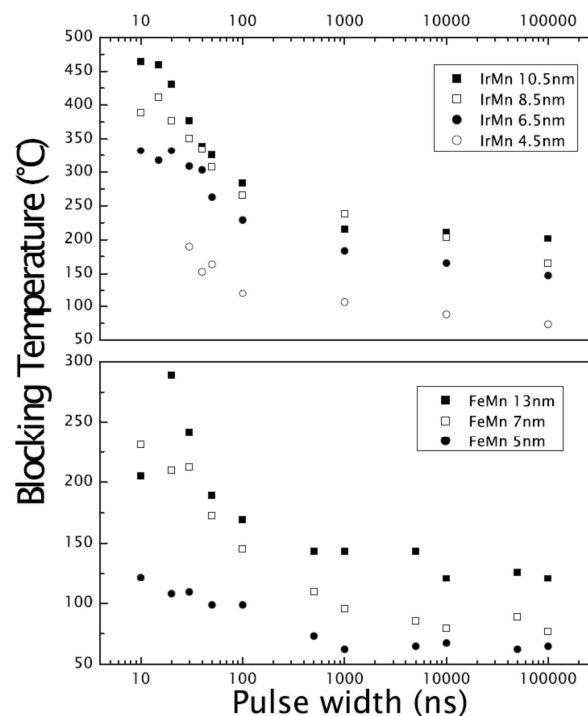 10 100 1000 10000 100000
500
450
400
350
300
250
200
150
100
50
IrMn 10.5nm
IrMn 8.5nm
IrMn 6.5nm
IrMn 4.5nm
Blocking Temperature (°C)
300
250
200
150
100
50
FeMn 13nm
FeMn 7nm
FeMn 5nm
10 100 1000 10000 100000
Pulse width (ns)